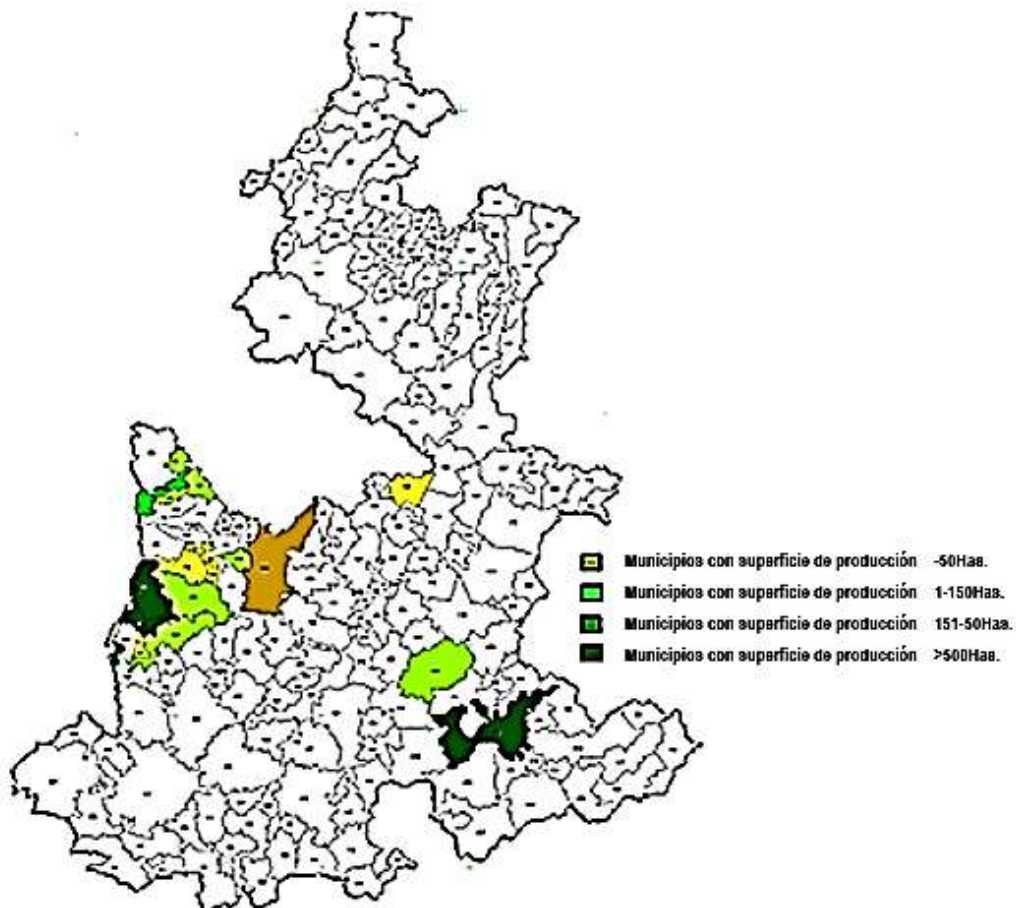 Municipios con superficie de producción -50Has.
Municipios con superficie de producción 1-150Has.
Municipios con superficie de producción 151-50Has.
Municipios con superficie de producción >500Has.